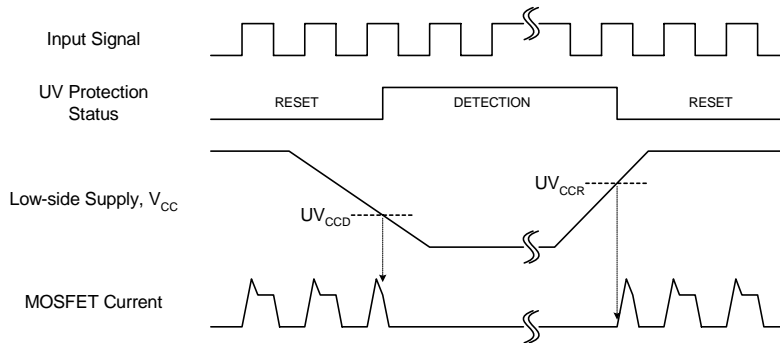 Input Signal
UV Protection
Status
RESET
DETECTION
RESET
Low-side Supply, VCC
UVCCD
UVCCR
MOSFET Current